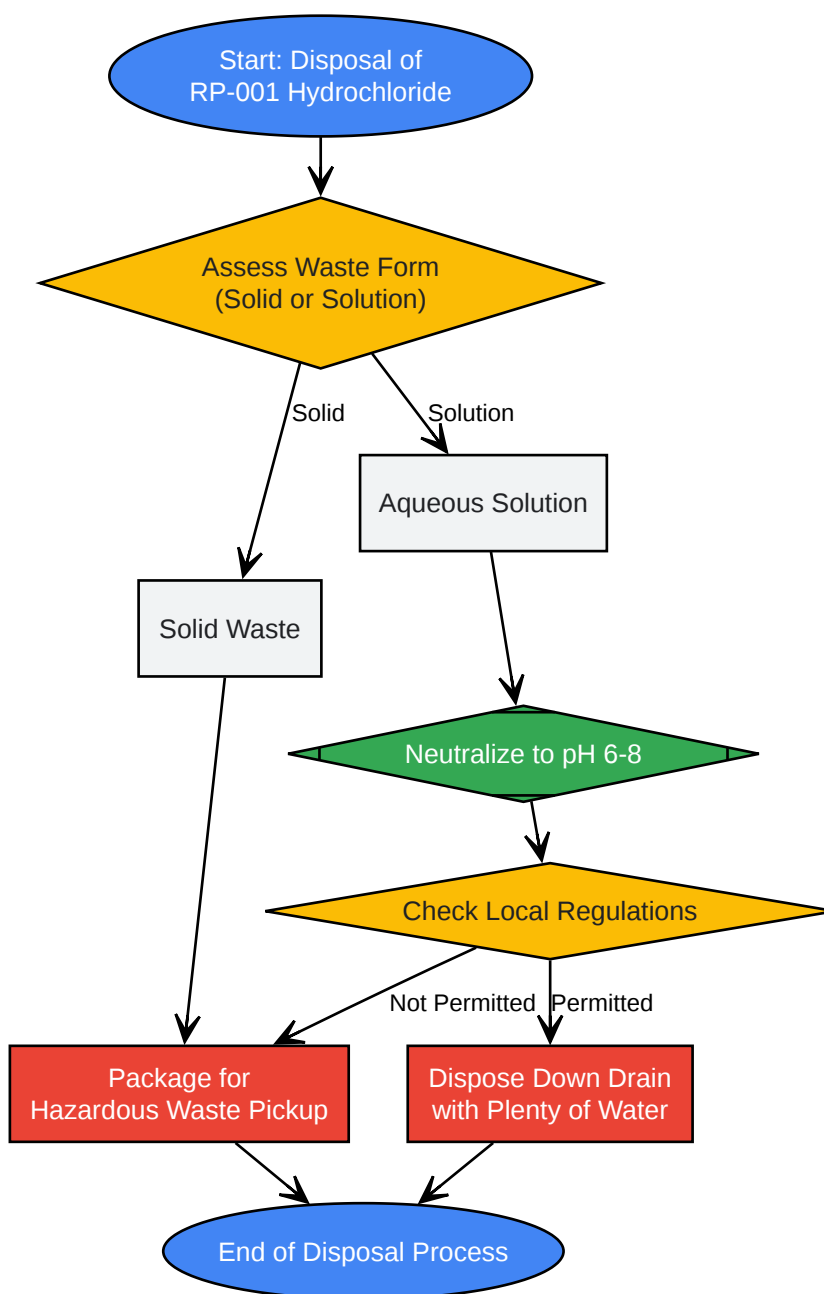 Start: Disposal of
RP-001 Hydrochloride
Assess Waste Form
(Solid or Solution)
Solid
Solution
Aqueous Solution
Solid Waste
Neutralize to pH 6-8
Check Local Regulations
Not Permitted
Permitted
Package for
Hazardous Waste Pickup
Dispose Down Drain
with Plenty of Water
End of Disposal Process